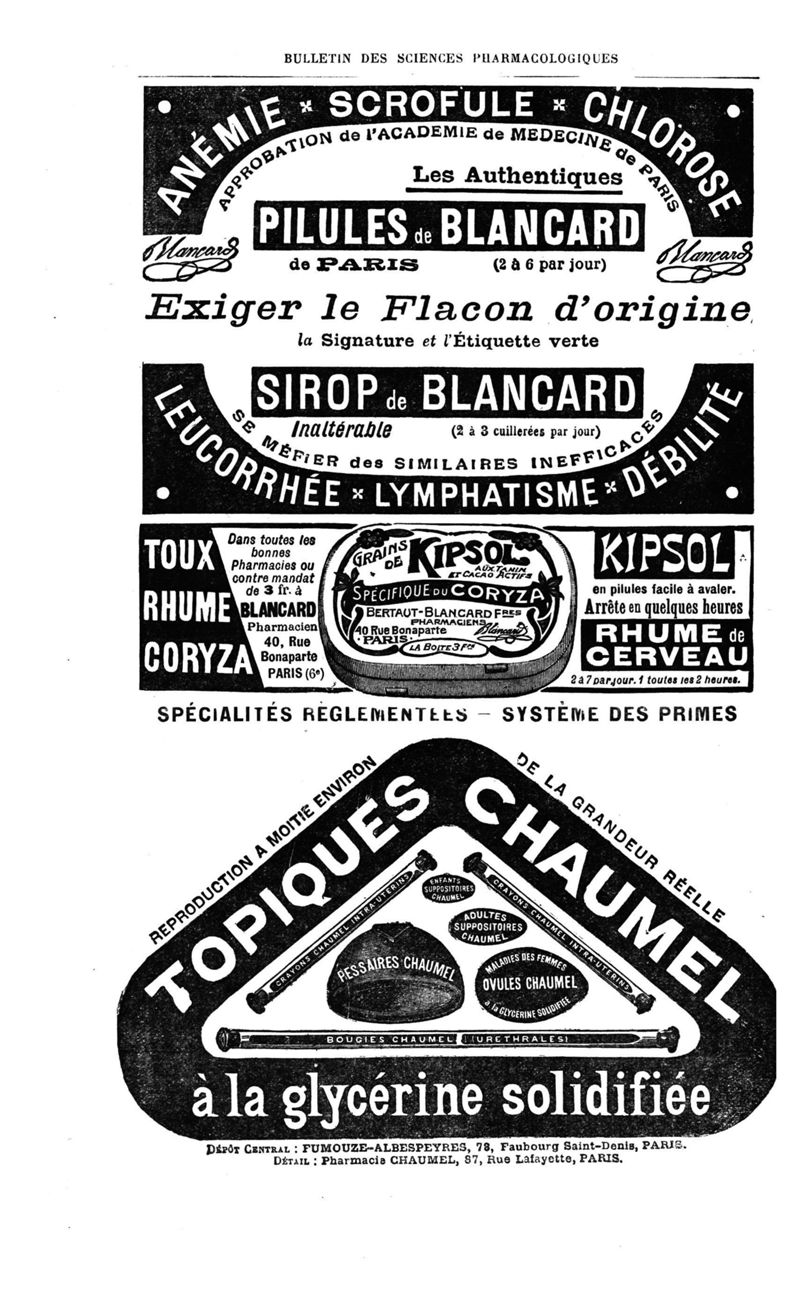 BULLETIN DES SCIENCES PHARMACOLOGIQUES
ANÉMIE × SCROFULE × CHLOROSE
APPROBATION de l'ACADEMIE de MEDECINE de PARIS
Les Authentiques
PILULES de BLANCARD
Blancard
de PARIS
(2 à 6 par jour)
Blancard
Exiger le Flacon d'origine,
la Signature et l'Étiquette verte
SIROP de BLANCARD
Inaltérable
(2 à 3 cuillerées par jour)
SE MÉFIER des SIMILAIRES INEFFICACES
LEUCORRHÉE × LYMPHATISME × DÉBILITÉ
TOUX
RHUME
CORYZA
Dans toutes les
bonnes
Pharmacies ou
contre mandat
de 3 fr. à
BLANCARD
Pharmacien
40, Rue
Bonaparte
PARIS (6e)
GRAINS
DE
KIPSOL
AUX TANIN
ET CACAO ACTIFS
SPÉCIFIQUE DU CORYZA
BERTAUT-BLANCARD FRES
PHARMACIENS
40 Rue Bonaparte
PARIS
Blancard
LA BOITE 3 Fcs
KIPSOL
en pilules facile à avaler.
Arrête en quelques heures
RHUME de
CERVEAU
2 à 7 par jour. 1 toutes les 2 heures.
SPÉCIALITÉS RÉGLEMENTÉES — SYSTÈME DES PRIMES
REPRODUCTION A MOITIÉ ENVIRON
DE LA GRANDEUR RÉELLE
TOPIQUES CHAUMEL
CRAYONS CHAUMEL INTRA-UTÉRINS
CRAYONS CHAUMEL INTRA-UTÉRINS
ENFANTS
SUPPOSITOIRES
CHAUMEL
ADULTES
SUPPOSITOIRES
CHAUMEL
PESSAIRES CHAUMEL
MALADIES DES FEMMES
OVULES CHAUMEL
à la GLYCÉRINE SOLIDIFIÉE
BOUGIES CHAUMEL (URETHRALES)
à la glycérine solidifiée
DÉPÔT CENTRAL : FUMOUZE-ALBESPEYRES, 78, Faubourg Saint-Denis, PARIS.
DÉTAIL : Pharmacie CHAUMEL, 87, Rue Lafayette, PARIS.